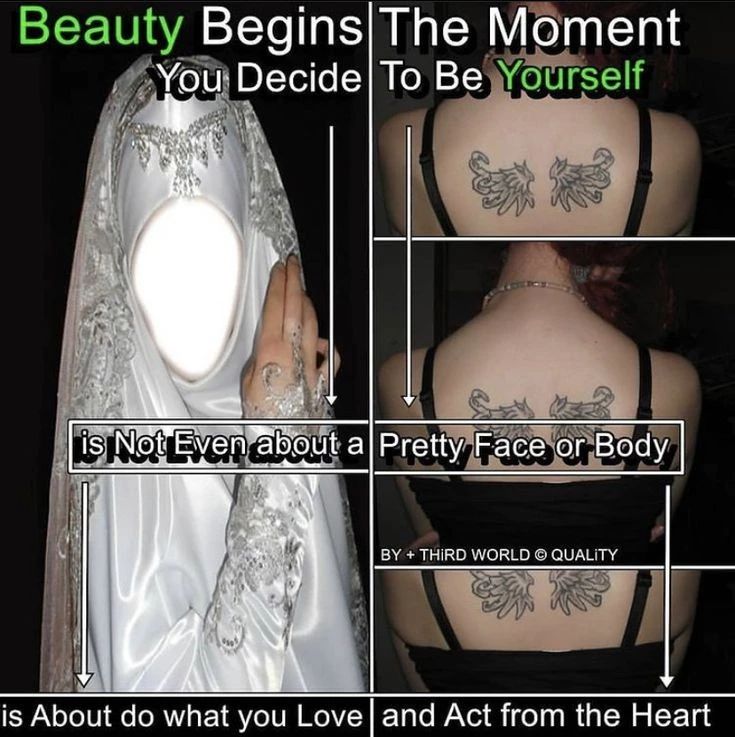 Beauty Begins The Moment
You Decide To Be Yourself
is Not Even about a Pretty Face or Body
BY + THiRD WORLD © QUALiTY
is About do what you Love and Act from the Heart